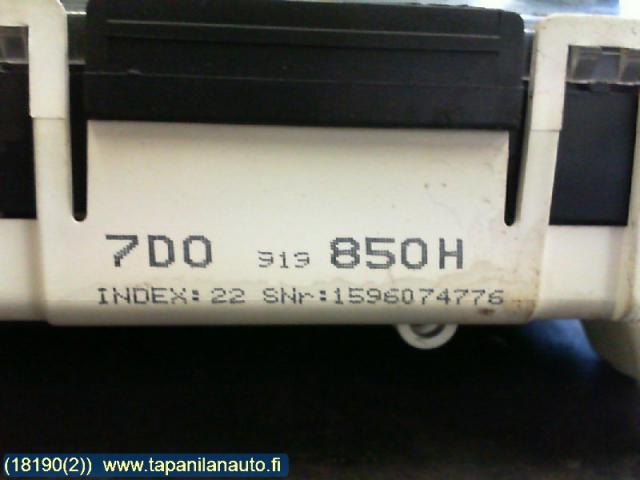 7D0 919 850H
INDEX: 22 SNr:1596074776
(18190(2)) www.tapanilanauto.fi